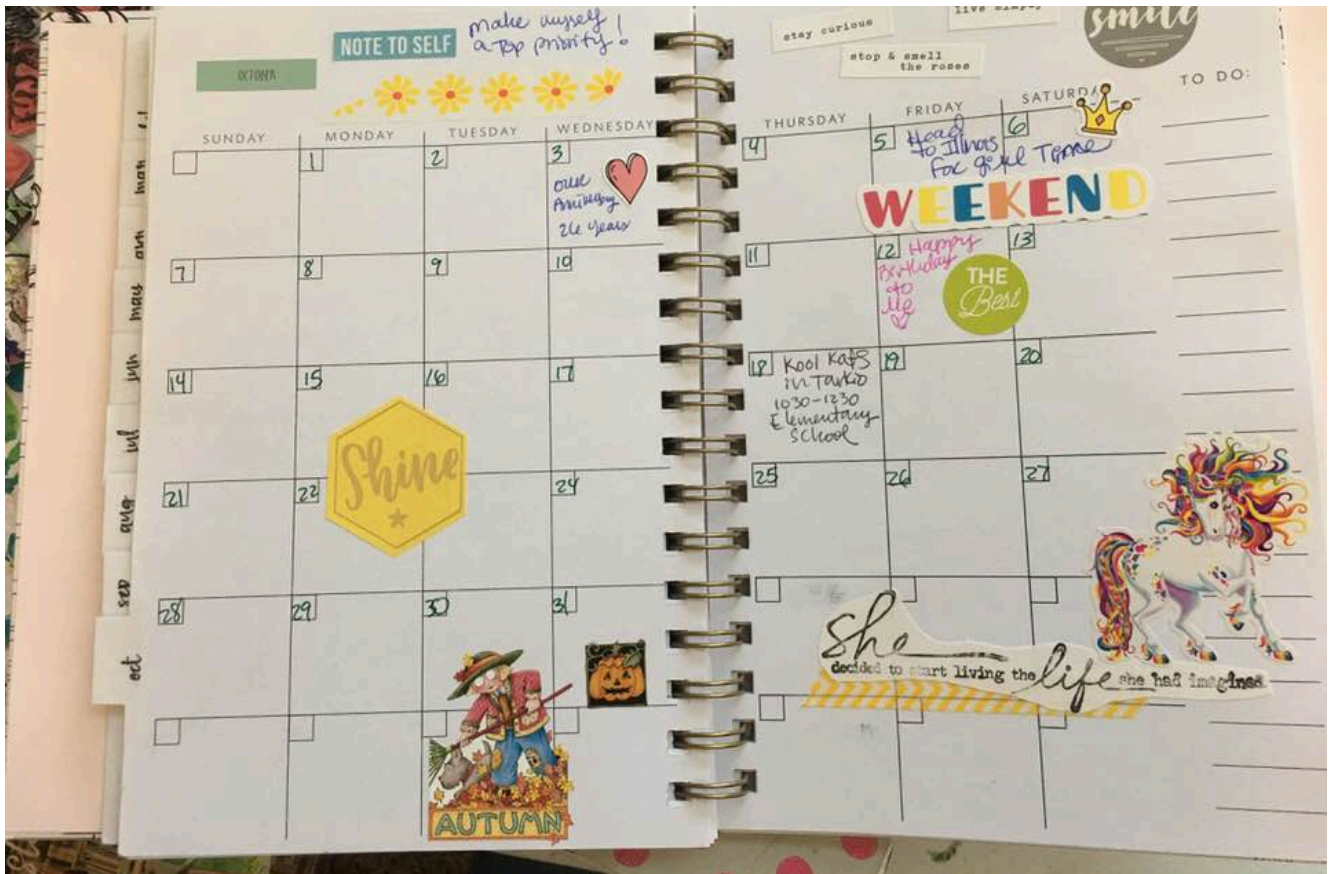 make myself
NOTE TO SELF a top priority!
OCTOBER
SUNDAY MONDAY TUESDAY WEDNESDAY
1 2 3
our
Anniversary
26 years
7 8 9 10
14 15 16 17
Shine
21 22 24
28 29 30 31
AUTUMN
mar
may
jun
jul
aug
sep
oct
stay curious
live simply
smile
stop & smell
the roses
TO DO:
THURSDAY FRIDAY SATURDAY
4 5 6
Head
to Illinois
for girl Time
WEEKEND
11 12 13
Happy
Birthday
to
Me
THE
Best
18 19 20
Kool Kats
in Tarkio
1030-1230
Elementary
School
25 26 27
she
decided to start living the life she had imagined